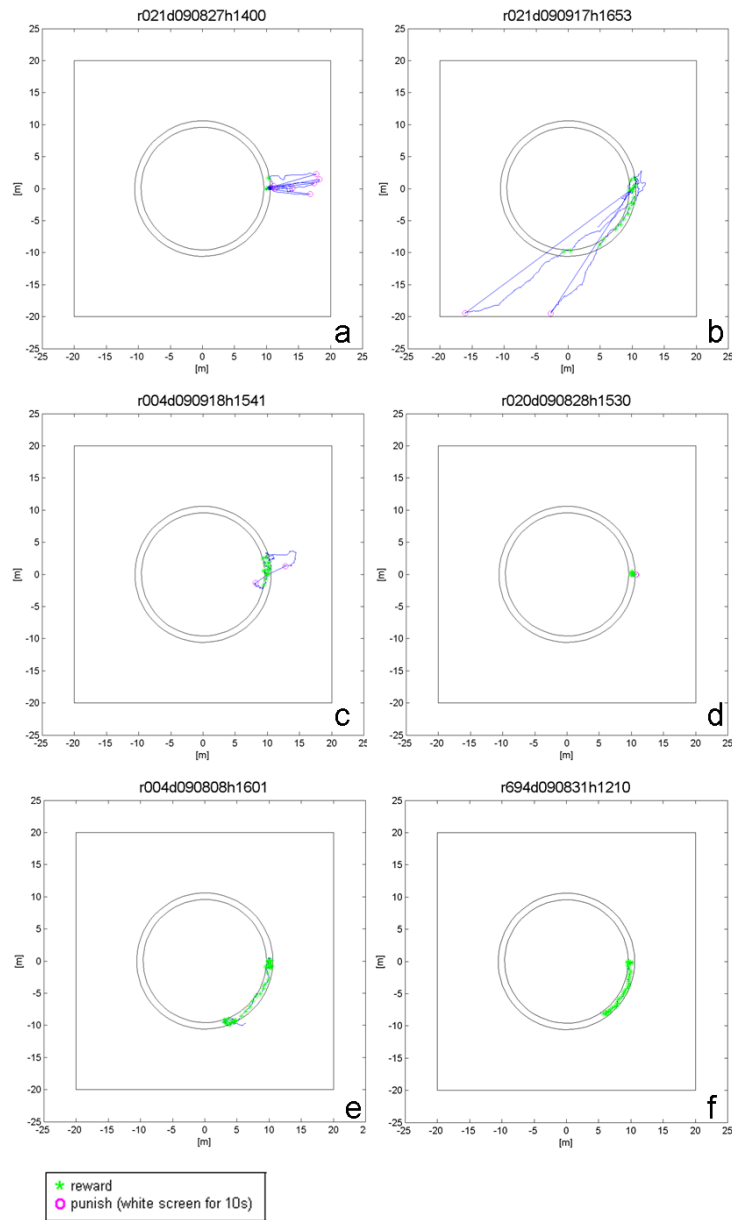 r021d090827h1400
r021d090917h1653
25
20
15
10
5
0
-5
-10
-15
-20
-25
[m]
-25 -20 -15 -10 -5 0 5 10 15 20 25
[m]
a
25
20
15
10
5
0
-5
-10
-15
-20
-25
[m]
-25 -20 -15 -10 -5 0 5 10 15 20 25
[m]
b
r004d090918h1541
r020d090828h1530
25
20
15
10
5
0
-5
-10
-15
-20
-25
[m]
-25 -20 -15 -10 -5 0 5 10 15 20 25
[m]
c
25
20
15
10
5
0
-5
-10
-15
-20
-25
[m]
-25 -20 -15 -10 -5 0 5 10 15 20 25
[m]
d
r004d090808h1601
r694d090831h1210
25
20
15
10
5
0
-5
-10
-15
-20
-25
[m]
-25 -20 -15 -10 -5 0 5 10 15 20 25
[m]
e
25
20
15
10
5
0
-5
-10
-15
-20
-25
[m]
-25 -20 -15 -10 -5 0 5 10 15 20 25
[m]
f
reward
punish (white screen for 10s)